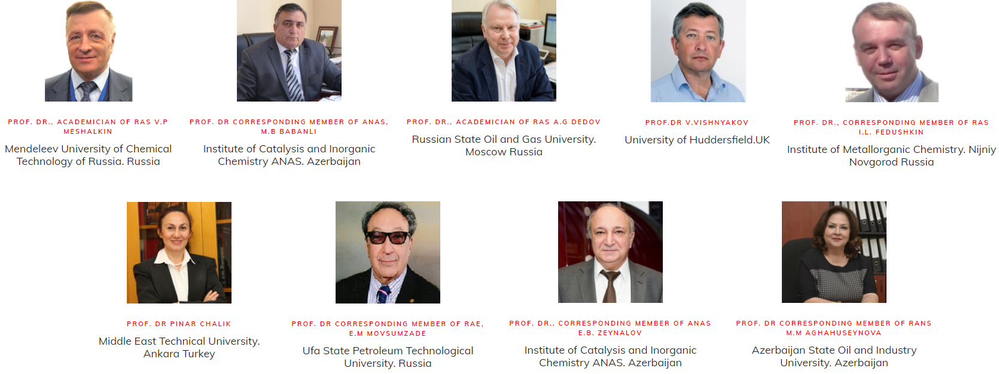 PROF. DR., ACADEMICIAN OF RAS V.P
MESHALKIN
Mendeleev University of Chemical
Technology of Russia. Russia
PROF. DR CORRESPONDING MEMBER OF ANAS,
M.B BABANLI
Institute of Catalysis and Inorganic
Chemistry ANAS. Azerbaijan
PROF. DR., ACADEMICIAN OF RAS A.G DEDOV
Russian State Oil and Gas University.
Moscow Russia
PROF.DR V.VISHNYAKOV
University of Huddersfield.UK
PROF. DR., CORRESPONDING MEMBER OF RAS
I.L. FEDUSHKIN
Institute of Metallorganic Chemistry. Nijniy
Novgorod Russia
PROF. DR PINAR CHALIK
Middle East Technical University.
Ankara Turkey
PROF. DR CORRESPONDING MEMBER OF RAE,
E.M MOVSUMZADE
Ufa State Petroleum Technological
University. Russia
PROF. DR., CORRESPONDING MEMBER OF ANAS
E.B. ZEYNALOV
Institute of Catalysis and Inorganic
Chemistry ANAS. Azerbaijan
PROF. DR CORRESPONDING MEMBER OF RANS
M.M AGHAHUSEYNOVA
Azerbaijan State Oil and Industry
University. Azerbaijan